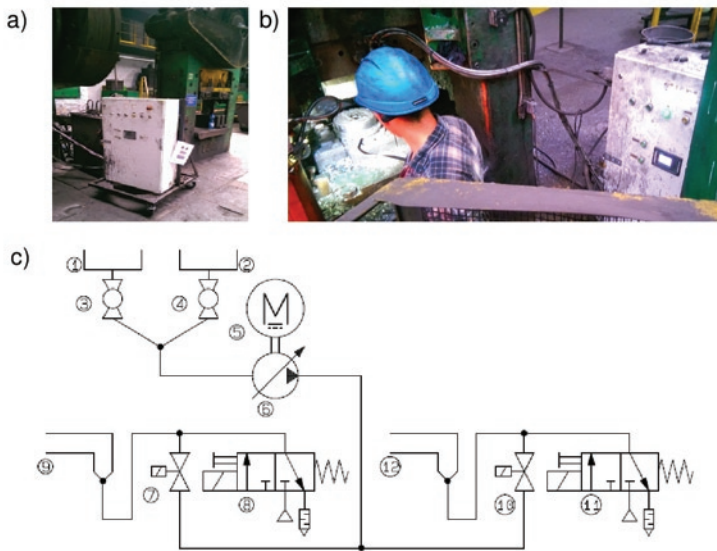 a)
b)
c)
① ②
③ ④
M
⑤
⑥
⑨ ⑦ ⑧ ⑫ ⑩ ⑪